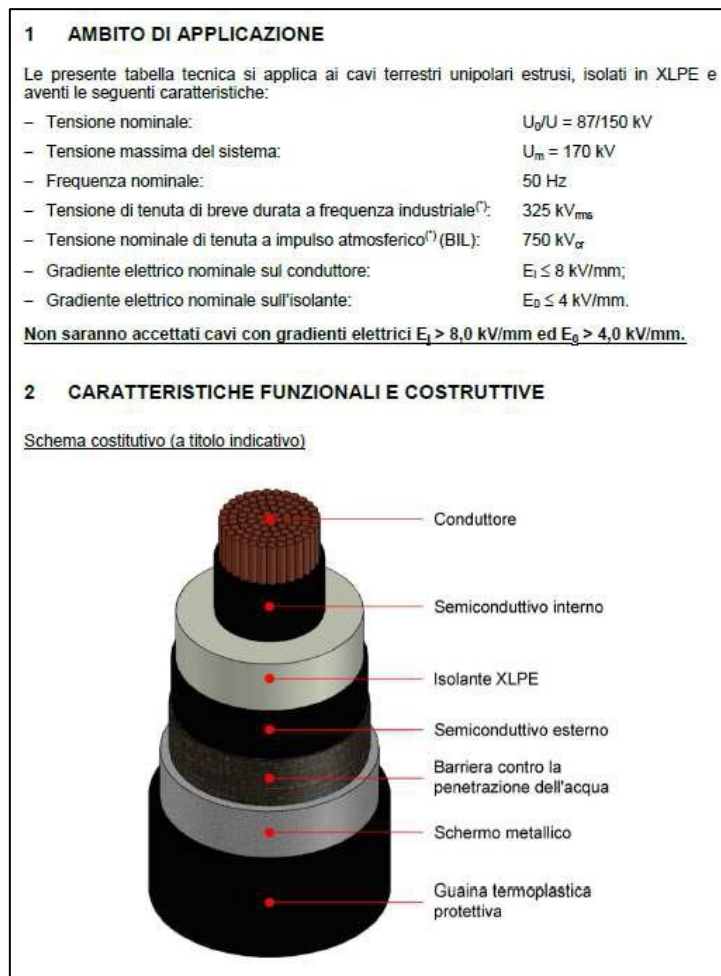 1 AMBITO DI APPLICAZIONE
Le presente tabella tecnica si applica ai cavi terrestri unipolari estrusi, isolati in XLPE e
aventi le seguenti caratteristiche:
– Tensione nominale: U₀/U = 87/150 kV
– Tensione massima del sistema: Uₘ = 170 kV
– Frequenza nominale: 50 Hz
– Tensione di tenuta di breve durata a frequenza industriale(*): 325 kVrms
– Tensione nominale di tenuta a impulso atmosferico(*) (BIL): 750 kVcr
– Gradiente elettrico nominale sul conduttore: Eᵢ ≤ 8 kV/mm;
– Gradiente elettrico nominale sull'isolante: E₀ ≤ 4 kV/mm.
Non saranno accettati cavi con gradienti elettrici Eᵢ > 8,0 kV/mm ed E₀ > 4,0 kV/mm.
2 CARATTERISTICHE FUNZIONALI E COSTRUTTIVE
Schema costitutivo (a titolo indicativo)
Conduttore
Semiconduttivo interno
Isolante XLPE
Semiconduttivo esterno
Barriera contro la
penetrazione dell'acqua
Schermo metallico
Guaina termoplastica
protettiva